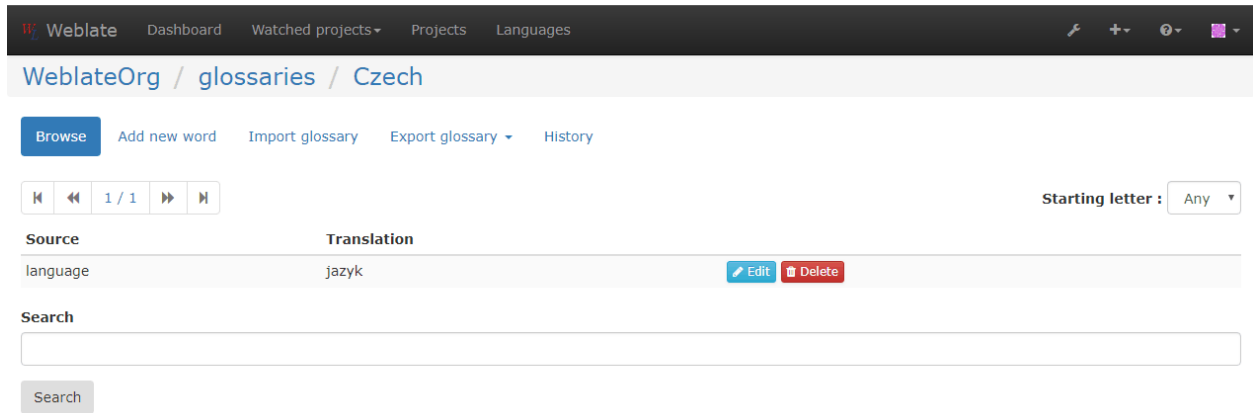 Weblate Dashboard Watched projects Projects Languages
WeblateOrg / glossaries / Czech
Browse Add new word Import glossary Export glossary History
1 / 1 Starting letter : Any
Source Translation
language jazyk Edit Delete
Search
Search